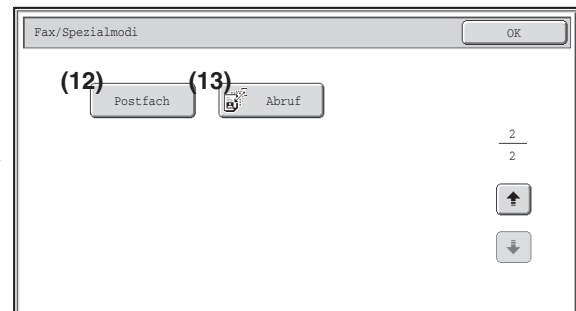 Fax/Spezialmodi OK
(12) Postfach (13) Abruf
2
2